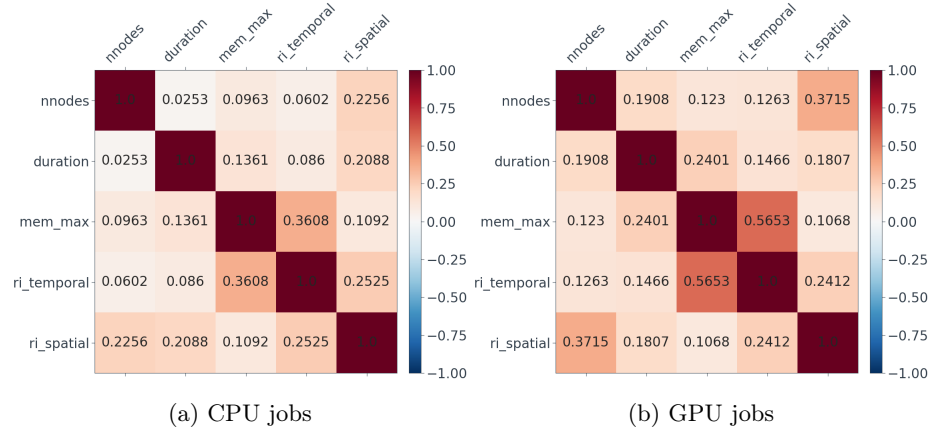 nnodes duration mem_max ri_temporal ri_spatial
nnodes 1.0 0.0253 0.0963 0.0602 0.2256
duration 0.0253 1.0 0.1361 0.086 0.2088
mem_max 0.0963 0.1361 1.0 0.3608 0.1092
ri_temporal 0.0602 0.086 0.3608 1.0 0.2525
ri_spatial 0.2256 0.2088 0.1092 0.2525 1.0
1.00
0.75
0.50
0.25
0.00
−0.25
−0.50
−0.75
−1.00
(a) CPU jobs
nnodes duration mem_max ri_temporal ri_spatial
nnodes 1.0 0.1908 0.123 0.1263 0.3715
duration 0.1908 1.0 0.2401 0.1466 0.1807
mem_max 0.123 0.2401 1.0 0.5653 0.1068
ri_temporal 0.1263 0.1466 0.5653 1.0 0.2412
ri_spatial 0.3715 0.1807 0.1068 0.2412 1.0
1.00
0.75
0.50
0.25
0.00
−0.25
−0.50
−0.75
−1.00
(b) GPU jobs